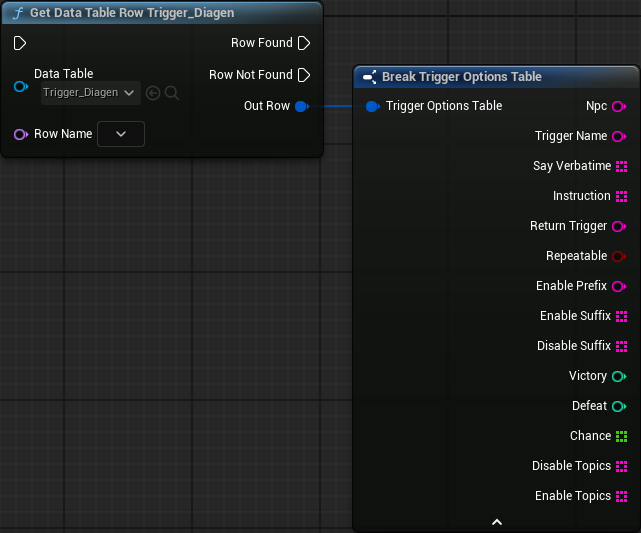 Get Data Table Row Trigger_Diagen
Row Found
Data Table
Trigger_Diagen
Row Not Found
Out Row
Row Name
Break Trigger Options Table
Trigger Options Table
Npc
Trigger Name
Say Verbatime
Instruction
Return Trigger
Repeatable
Enable Prefix
Enable Suffix
Disable Suffix
Victory
Defeat
Chance
Disable Topics
Enable Topics